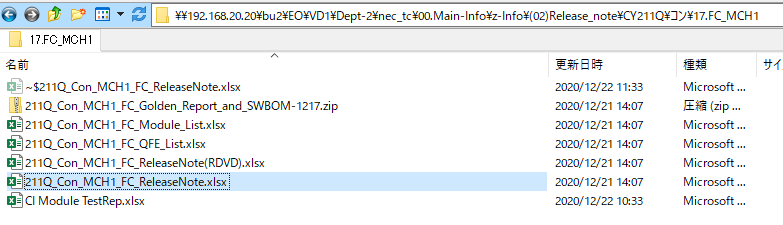 ¥¥192.168.20.20¥bu2¥EO¥VD1¥Dept-2¥nec_tc¥00.Main-Info¥z-Info¥(02)Release_note¥CY211Q¥コン¥17.FC_MCH1
17.FC_MCH1
名前 更新日時 種類 サイ
~$211Q_Con_MCH1_FC_ReleaseNote.xlsx 2020/12/22 11:33 Microsoft ...
211Q_Con_MCH1_FC_Golden_Report_and_SWBOM-1217.zip 2020/12/21 14:07 圧縮 (zip ...
211Q_Con_MCH1_FC_Module_List.xlsx 2020/12/21 14:07 Microsoft ...
211Q_Con_MCH1_FC_QFE_List.xlsx 2020/12/21 14:07 Microsoft ...
211Q_Con_MCH1_FC_ReleaseNote(RDVD).xlsx 2020/12/21 14:07 Microsoft ...
211Q_Con_MCH1_FC_ReleaseNote.xlsx 2020/12/21 14:07 Microsoft ...
CI Module TestRep.xlsx 2020/12/22 10:33 Microsoft ...